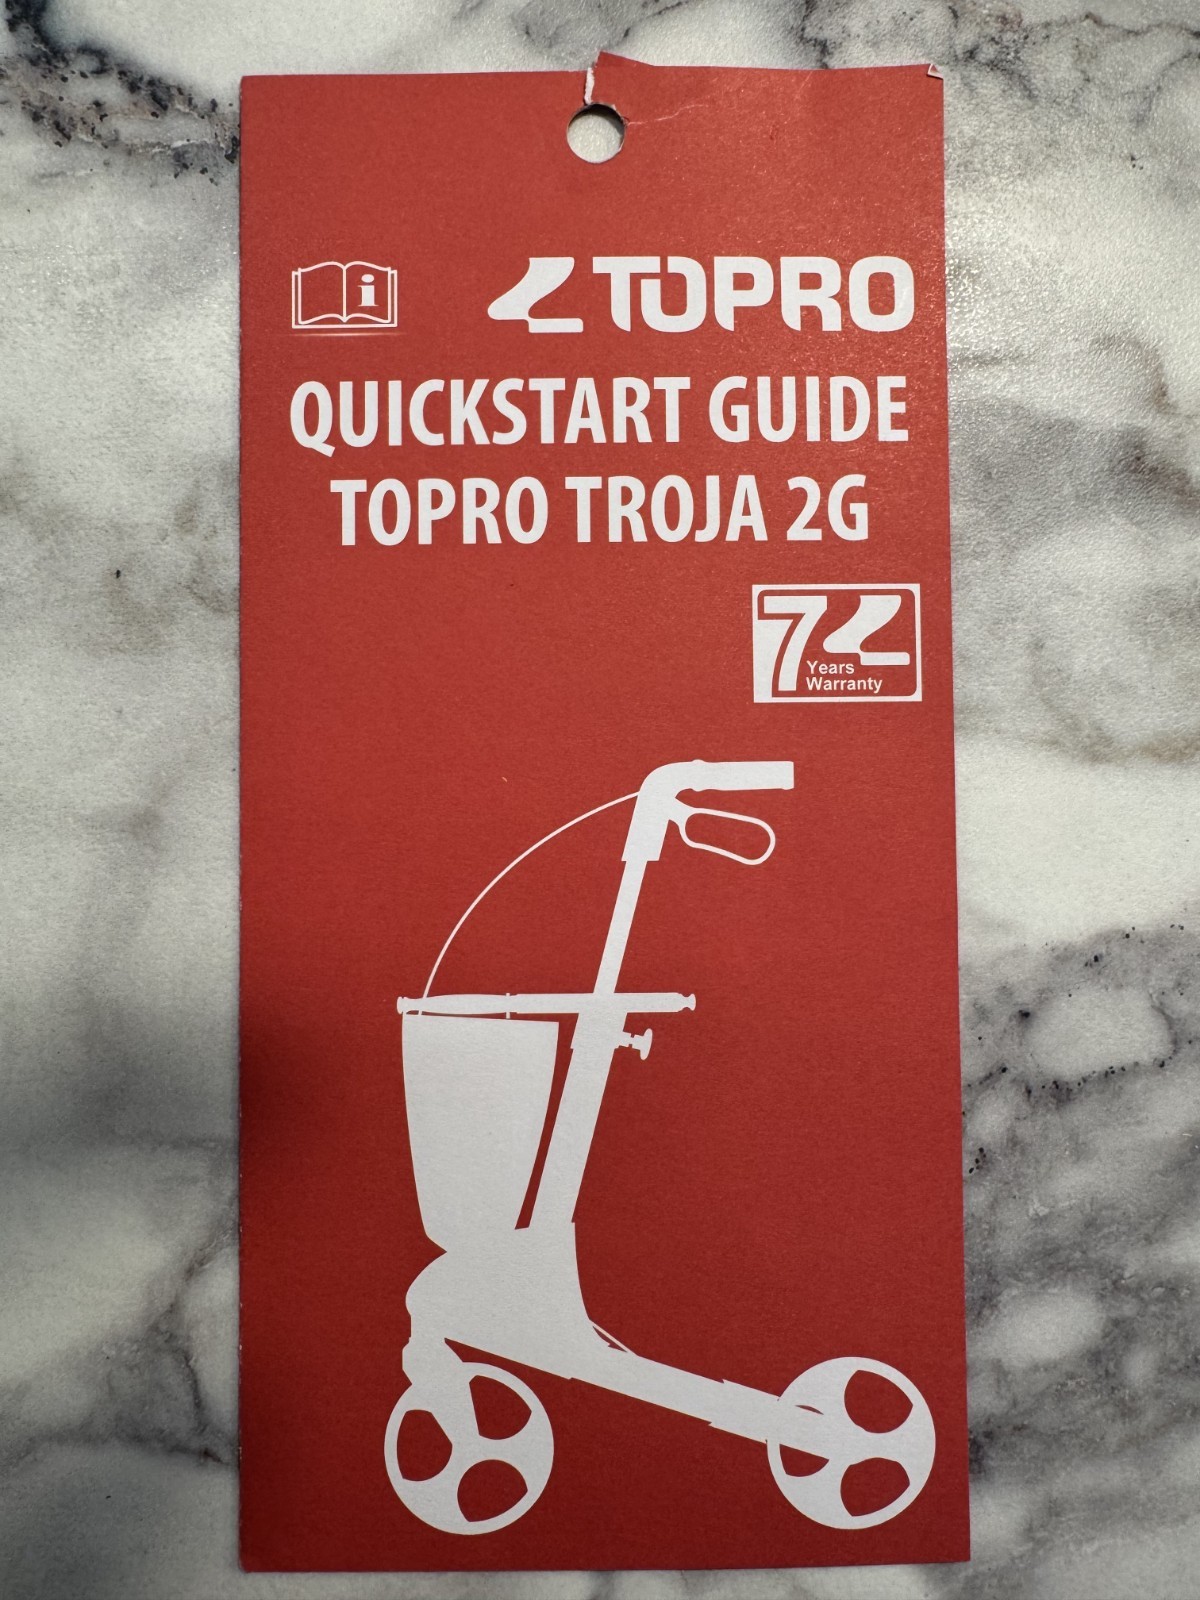 i
TOPRO
QUICKSTART GUIDE
TOPRO TROJA 2G
7
Years
Warranty